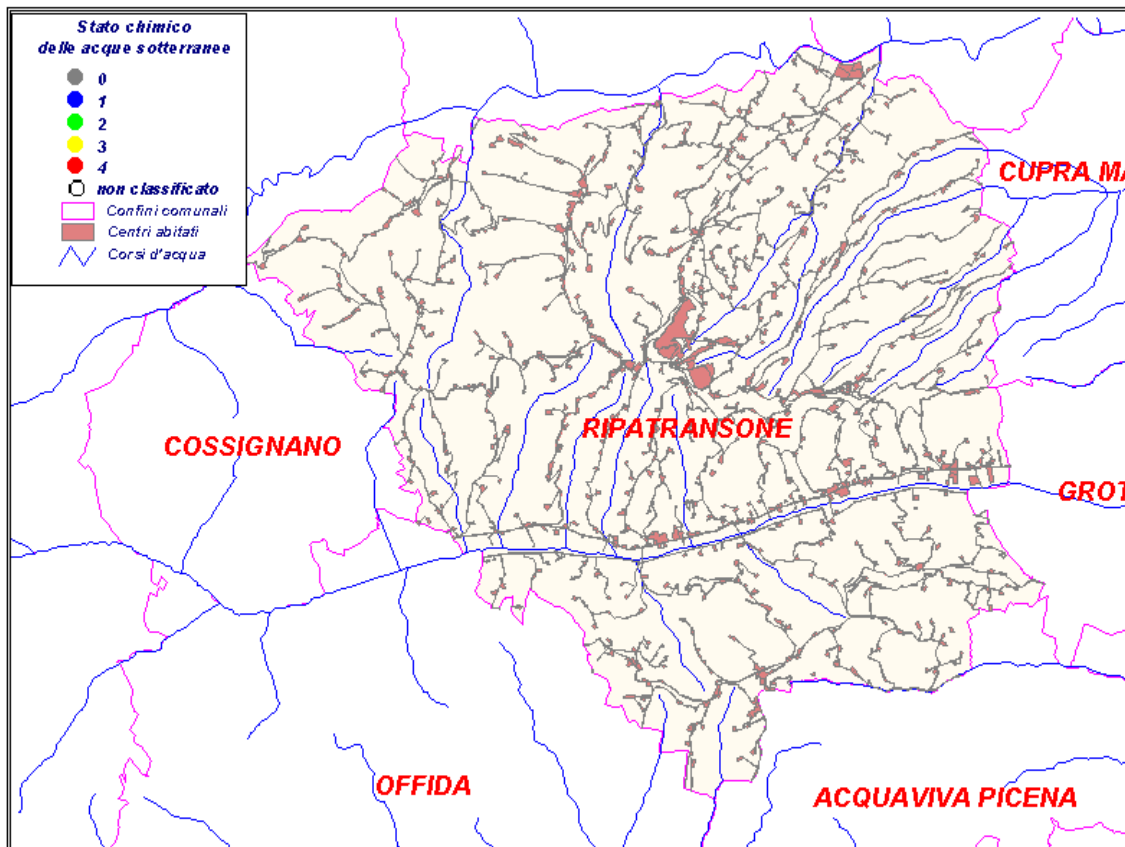 Stato chimico
delle acque sotterranee
0
1
2
3
4
non classificato
Confini comunali
Centri abitati
Corsi d'acqua
CUPRA MA
RIPATRANSONE
COSSIGNANO
GROT
OFFIDA
ACQUAVIVA PICENA